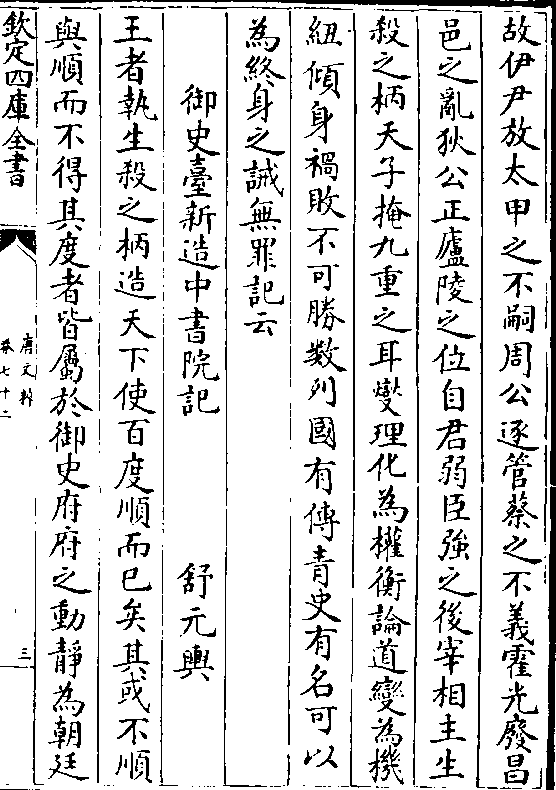 故伊尹放太甲之不嗣周公逐管蔡之不義霍光廢昌
邑之亂狄公正廬陵之位自君弱臣強之後宰相主生
殺之柄天子掩九重之耳燮理化為權衡論道變為機
紐傾身禍敗不可勝數列國有傳青史有名可以
為終身之誡無罪記云
御史臺新造中書院記 舒元輿
王者執生殺之柄造天下使百度順而已矣其或不順
與順而不得其度者皆屬於御史府府之動靜為朝廷
欽定四庫全書
唐文粹
卷七十二
三